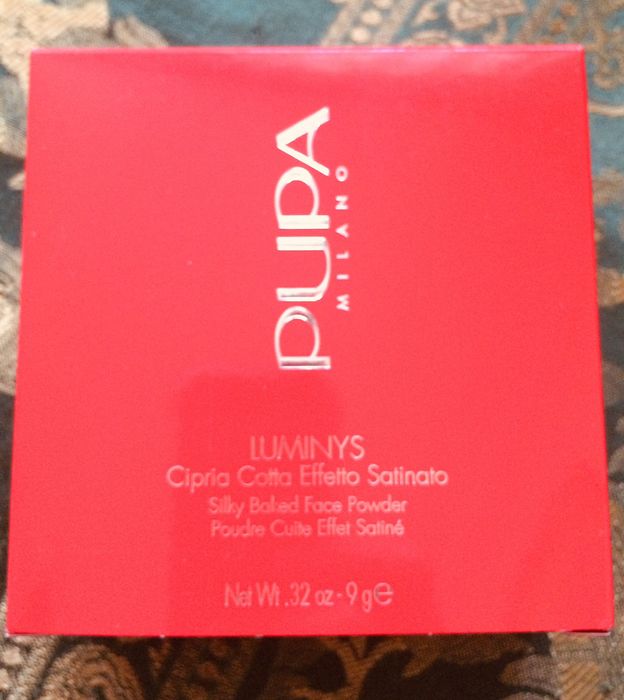 PUPA
MILANO
LUMINYS
Cipria Cotta Effetto Satinato
Silky Baked Face Powder
Poudre Cuite Effet Satiné
Net Wt .32 oz - 9 g e